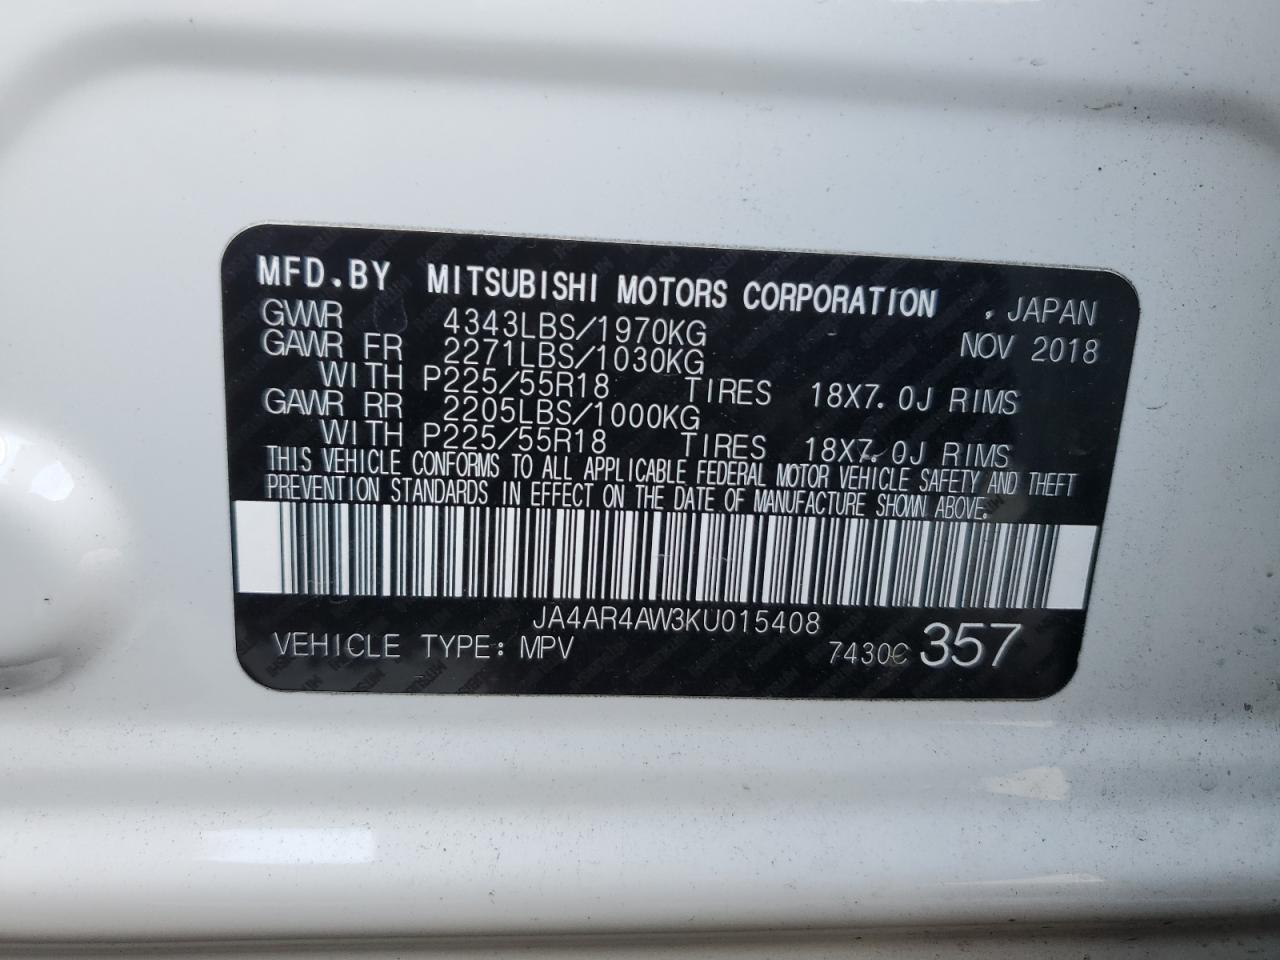 MFD.BY MITSUBISHI MOTORS CORPORATION , JAPAN
GVWR 4343LBS/1970KG NOV 2018
GAWR FR 2271LBS/1030KG
WITH P225/55R18 TIRES 18X7.0J RIMS
GAWR RR 2205LBS/1000KG
WITH P225/55R18 TIRES 18X7.0J RIMS
THIS VEHICLE CONFORMS TO ALL APPLICABLE FEDERAL MOTOR VEHICLE SAFETY AND THEFT
PREVENTION STANDARDS IN EFFECT ON THE DATE OF MANUFACTURE SHOWN ABOVE.
JA4AR4AW3KU015408
VEHICLE TYPE: MPV 7430C 357